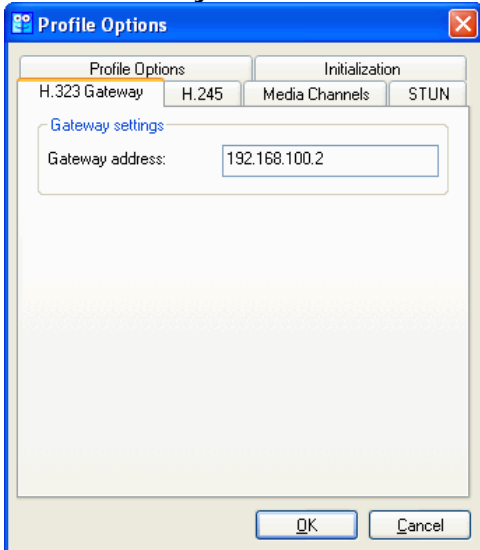 Profile Options
Profile Options Initialization
H.323 Gateway H.245 Media Channels STUN
Gateway settings
Gateway address: 192.168.100.2
OK Cancel